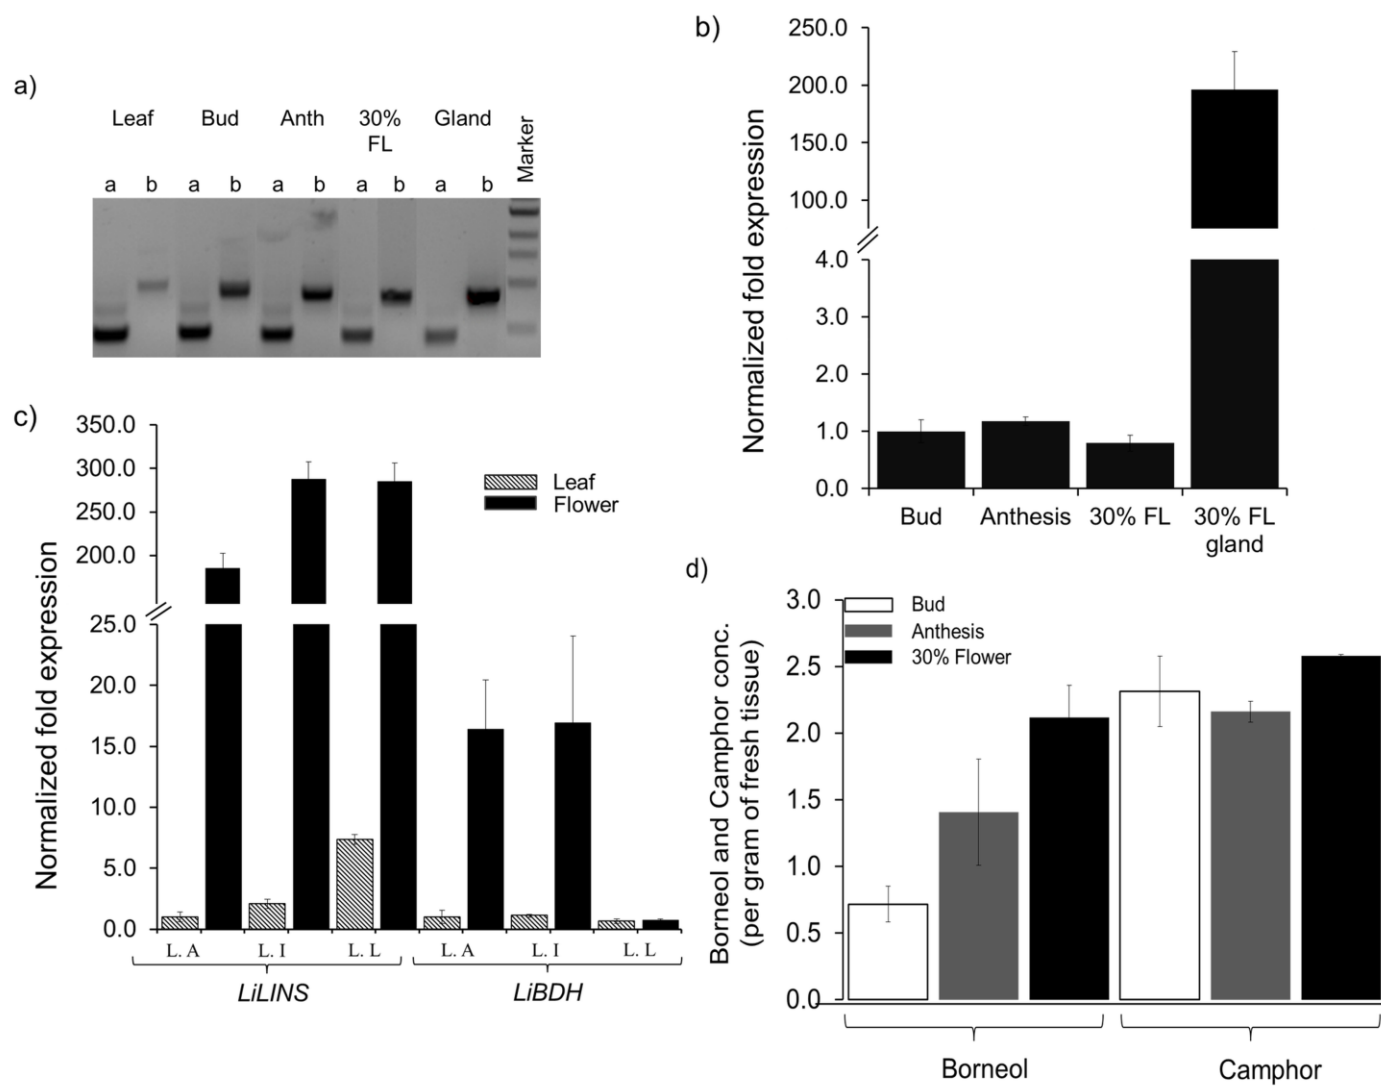 a)
Leaf Bud Anth 30% FL Gland Marker
a b a b a b a b a b
b)
Normalized fold expression
250.0
200.0
150.0
100.0
4.0
3.0
2.0
1.0
0.0
Bud Anthesis 30% FL 30% FL gland
c)
Normalized fold expression
350.0
300.0
250.0
200.0
25.0
20.0
15.0
10.0
5.0
0.0
Leaf
Flower
L. A L. I L. L L. A L. I L. L
LiLINS LiBDH
d)
Borneol and Camphor conc.
(per gram of fresh tissue)
3.0
2.5
2.0
1.5
1.0
0.5
0.0
Bud
Anthesis
30% Flower
Borneol Camphor